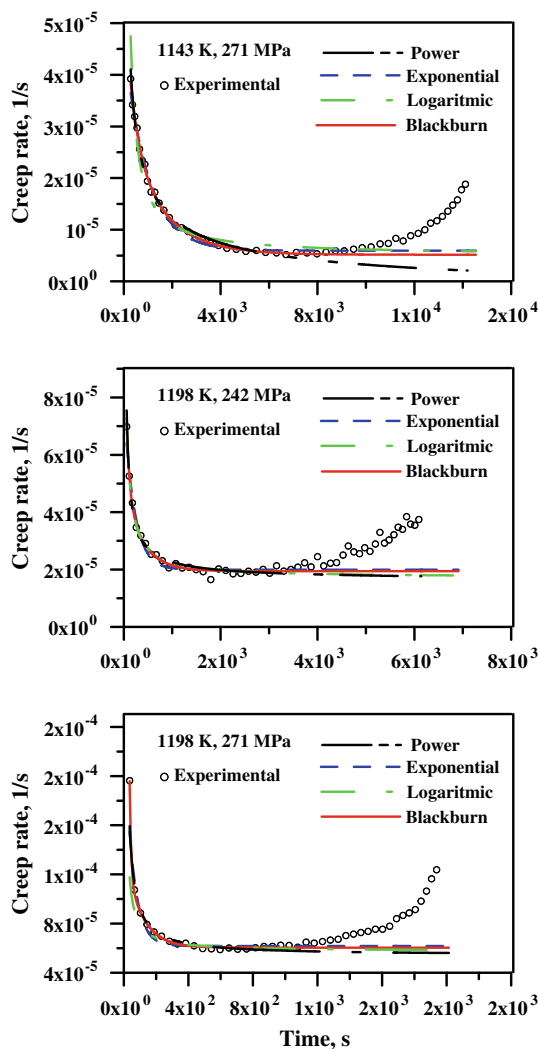 5x10⁻⁵
1143 K, 271 MPa
Power
4x10⁻⁵
Experimental
Exponential
Logaritmic
3x10⁻⁵
Blackburn
2x10⁻⁵
1x10⁻⁵
0x10⁰
Creep rate, 1/s
0x10⁰ 4x10³ 8x10³ 1x10⁴ 2x10⁴
8x10⁻⁵
1198 K, 242 MPa
Power
Exponential
Experimental
6x10⁻⁵
Logaritmic
Blackburn
4x10⁻⁵
2x10⁻⁵
0x10⁰
Creep rate, 1/s
0x10⁰ 2x10³ 4x10³ 6x10³ 8x10³
2x10⁻⁴
1198 K, 271 MPa
Power
2x10⁻⁴
Experimental
Exponential
Logaritmic
2x10⁻⁴
Blackburn
1x10⁻⁴
8x10⁻⁵
4x10⁻⁵
Creep rate, 1/s
0x10⁰ 4x10² 8x10² 1x10³ 2x10³ 2x10³
Time, s